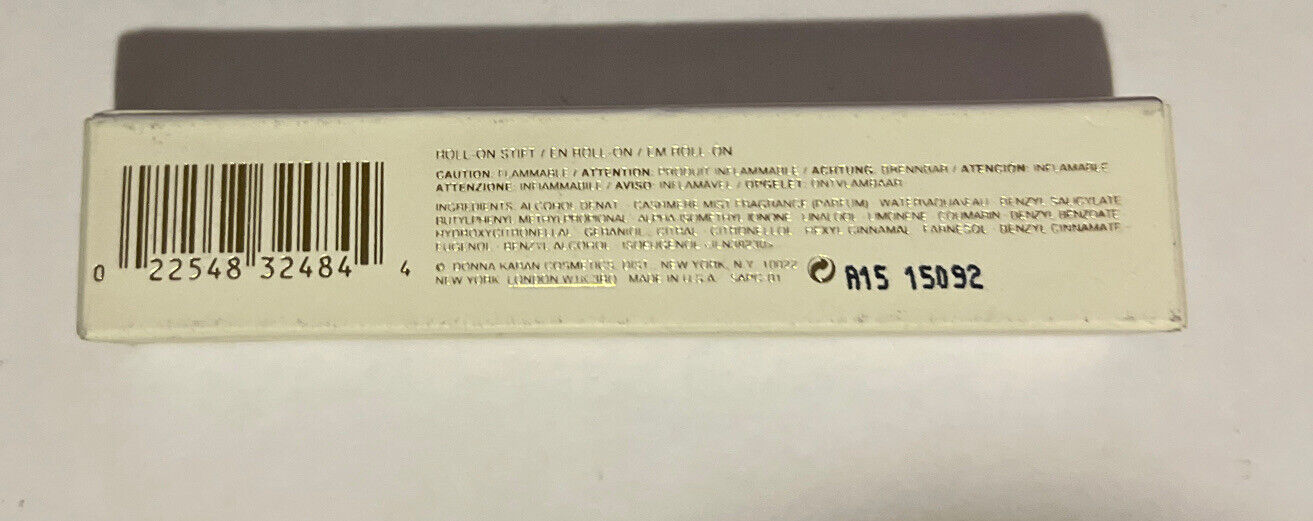 ROLL-ON STIFT / EN ROLL-ON / EM ROLL-ON
CAUTION: FLAMMABLE / ATTENTION: PRODUIT INFLAMMABLE / ACHTUNG: BRENNBAR / ATENCIÓN: INFLAMABLE
ATTENZIONE: INFIAMMABILE / AVISO: INFLAMÁVEL / OPGELET: ONTVLAMBAAR
INGREDIENTS: ALCOHOL DENAT · CASHMERE MIST FRAGRANCE (PARFUM) · WATER\AQUA\EAU · BENZYL SALICYLATE
BUTYLPHENYL METHYLPROPIONAL · ALPHA-ISOMETHYL IONONE · LINALOOL · LIMONENE · COUMARIN · BENZYL BENZOATE
HYDROXYCITRONELLAL · GERANIOL · CITRAL · CITRONELLOL · HEXYL CINNAMAL · FARNESOL · BENZYL CINNAMATE ·
EUGENOL · BENZYL ALCOHOL · ISOEUGENOL
© DONNA KARAN COSMETICS, DIST. NEW YORK, N.Y. 10022
NEW YORK LONDON MADE IN U.S.A.
A15 15092
0 22548 32484 4